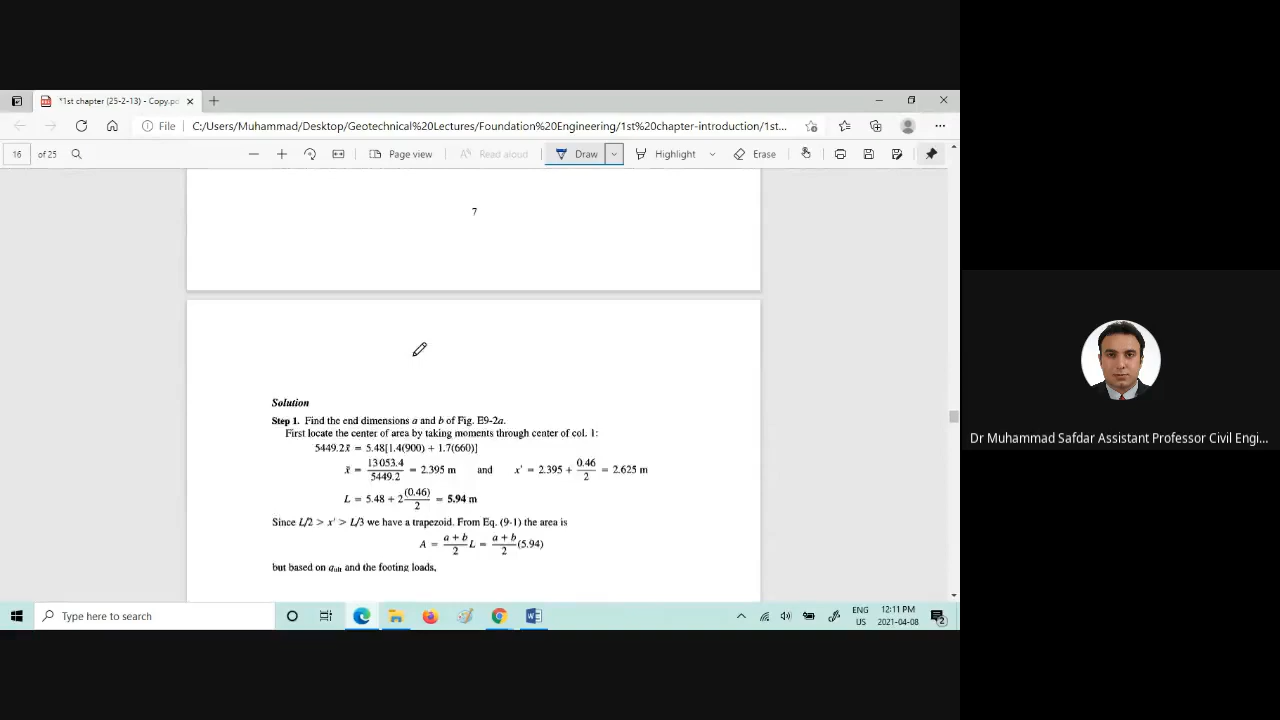 *1st chapter (25-2-13) - Copy.pd
File
C:/Users/Muhammad/Desktop/Geotechnical%20Lectures/Foundation%20Engineering/1st%20chapter-introduction/1st...
16 of 25
Page view
Read aloud
Draw
Highlight
Erase
7
Solution
Step 1. Find the end dimensions a and b of Fig. E9-2a.
First locate the center of area by taking moments through center of col. 1:
5449.2x̄ = 5.48[1.4(900) + 1.7(660)]
x̄ = 13 053.4/5449.2 = 2.395 m and x' = 2.395 + 0.46/2 = 2.625 m
L = 5.48 + 2(0.46)/2 = 5.94 m
Since L/2 > x' > L/3 we have a trapezoid. From Eq. (9-1) the area is
A = a + b/2 L = a + b/2 (5.94)
but based on qult and the footing loads,
Dr Muhammad Safdar Assistant Professor Civil Engi...
Type here to search
ENG
US
12:11 PM
2021-04-08
2